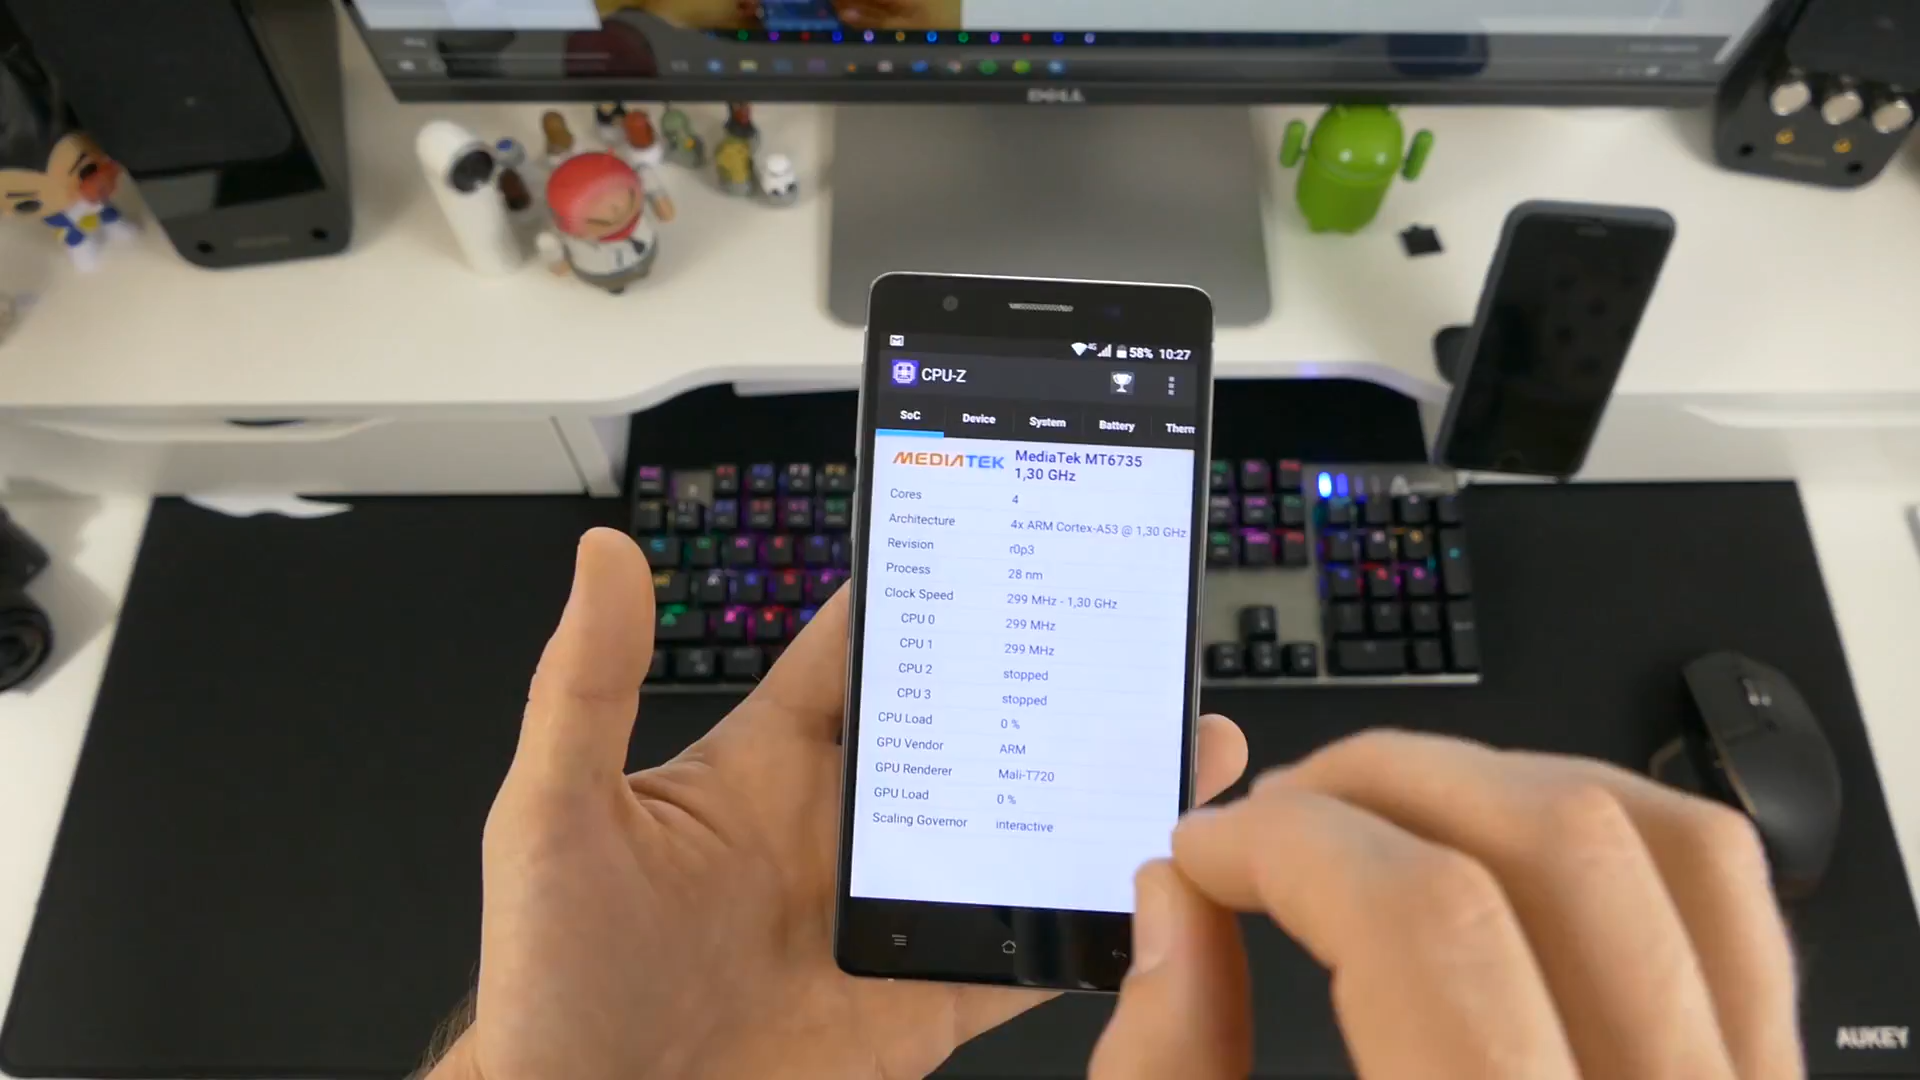 DELL
4G 58% 10:27
CPU-Z
SoC Device System Battery Therm
MEDIATEK MediaTek MT6735
1,30 GHz
Cores 4
Architecture 4x ARM Cortex-A53 @ 1,30 GHz
Revision r0p3
Process 28 nm
Clock Speed 299 MHz - 1,30 GHz
CPU 0 299 MHz
CPU 1 299 MHz
CPU 2 stopped
CPU 3 stopped
CPU Load 0 %
GPU Vendor ARM
GPU Renderer Mali-T720
GPU Load 0 %
Scaling Governor interactive
AUKEY